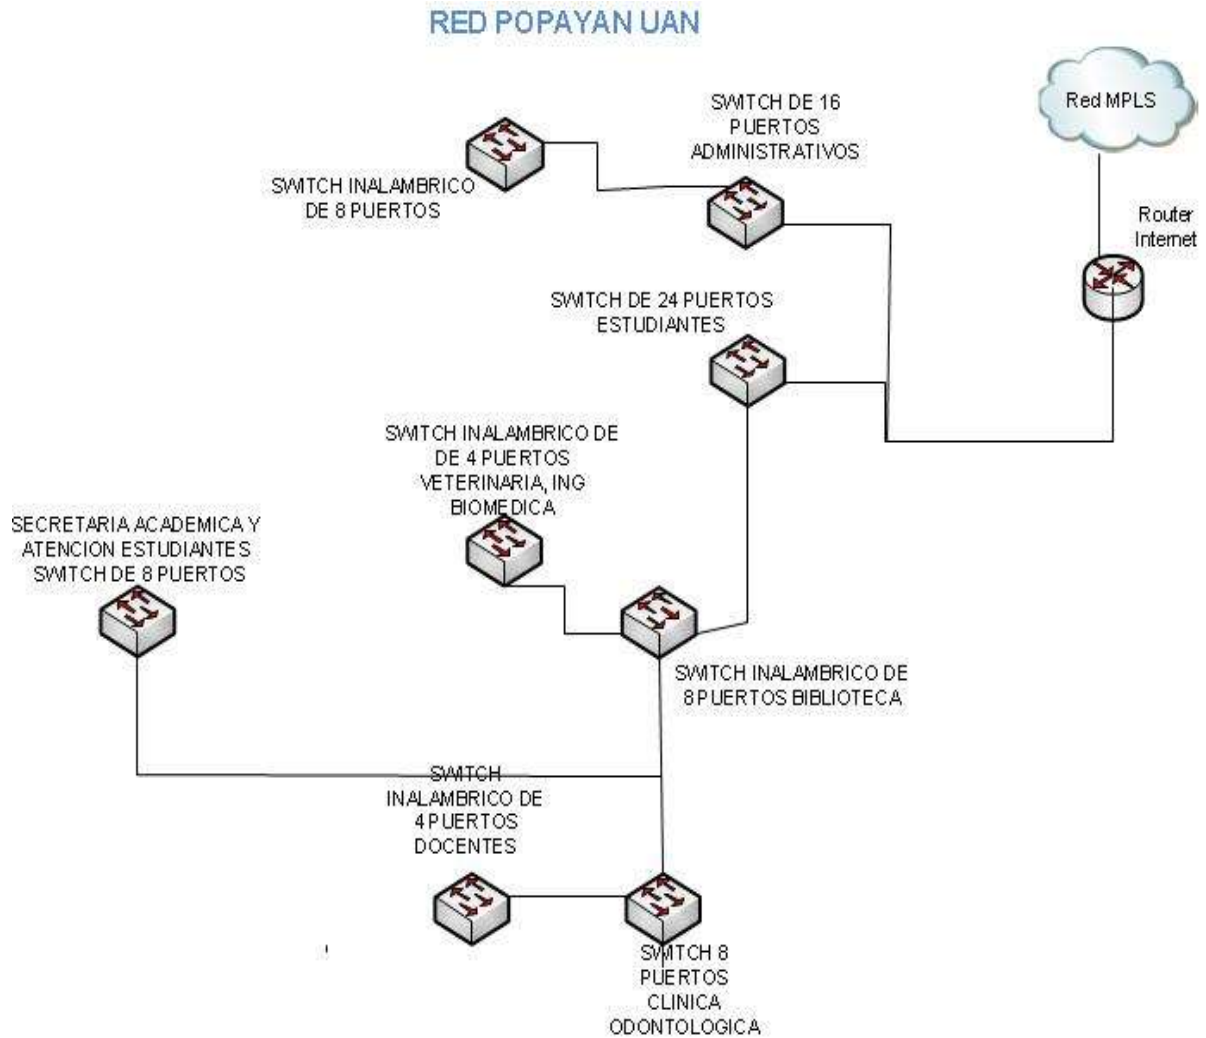 RED POPAYAN UAN
Red MPLS
SWITCH DE 16
PUERTOS
ADMINISTRATIVOS
SWITCH INALAMBRICO
DE 8 PUERTOS
Router
Internet
SWITCH DE 24 PUERTOS
ESTUDIANTES
SWITCH INALAMBRICO DE
DE 4 PUERTOS
VETERINARIA, ING
BIOMEDICA
SECRETARIA ACADEMICA Y
ATENCION ESTUDIANTES
SWITCH DE 8 PUERTOS
SWITCH INALAMBRICO DE
8 PUERTOS BIBLIOTECA
SWITCH
INALAMBRICO DE
4 PUERTOS
DOCENTES
SWITCH 8
PUERTOS
CLINICA
ODONTOLOGICA